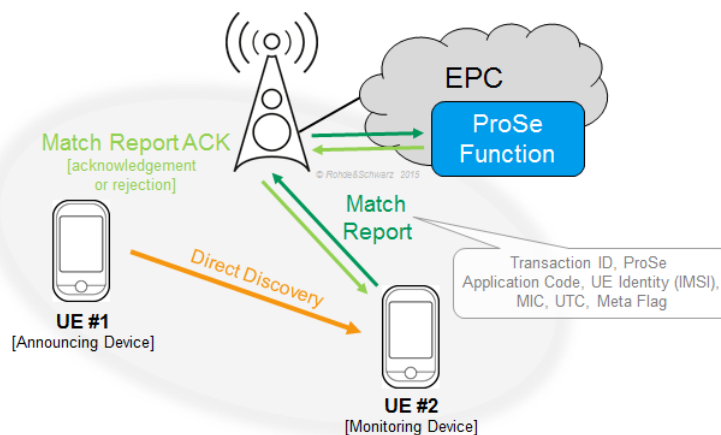 EPC
ProSe
Function
Match Report ACK
[acknowledgement
or rejection]
© Rohde&Schwarz 2015
Match
Report
Direct Discovery
Transaction ID, ProSe
Application Code, UE Identity (IMSI),
MIC, UTC, Meta Flag
UE #1
[Announcing Device]
UE #2
[Monitoring Device]